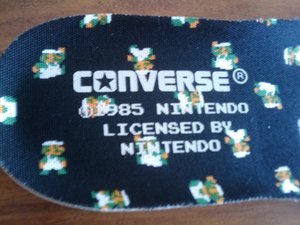 CONVERSE®
©1985 NINTENDO
LICENSED BY
NINTENDO